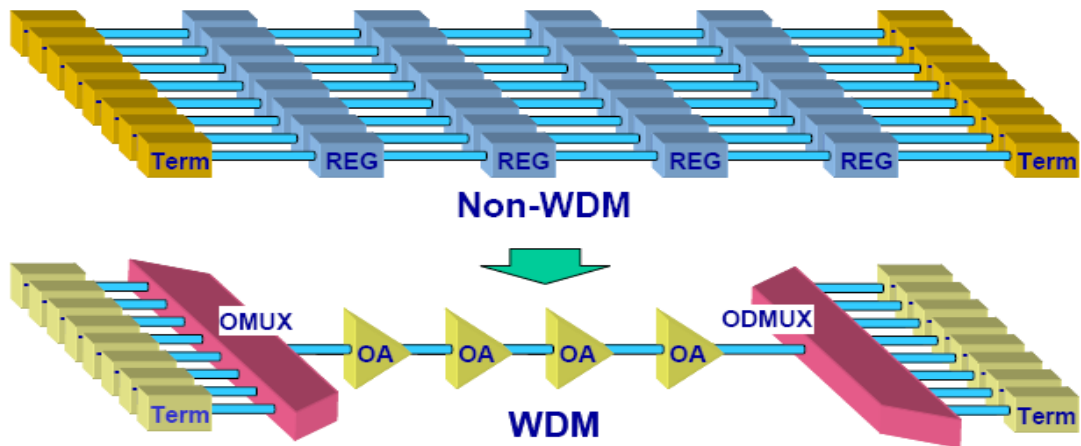 Term REG REG REG REG Term
Non-WDM
OMUX ODMUX
OA OA OA OA
Term WDM Term